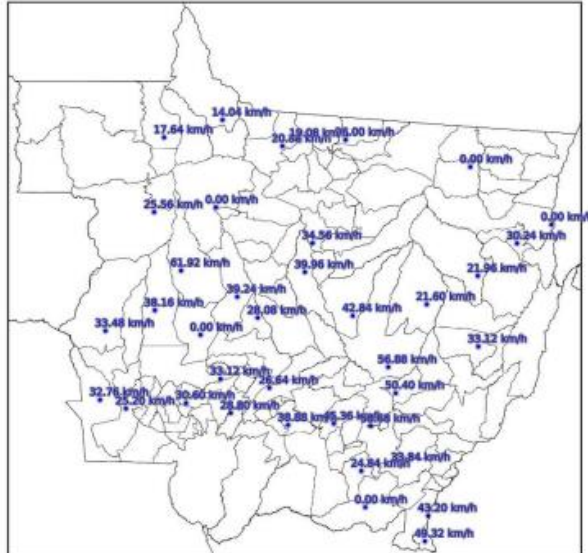 14.04 km/h
17.64 km/h
0.00 km/h
25.56 km/h
0.00 km/h
0.00 km/h
34.56 km/h
30.24 km/h
61.92 km/h
39.96 km/h
21.96 km/h
39.24 km/h
38.16 km/h
28.08 km/h
42.84 km/h
21.60 km/h
33.48 km/h
0.00 km/h
33.12 km/h
56.88 km/h
33.12 km/h
26.64 km/h
50.40 km/h
32.76 km/h
25.20 km/h
30.60 km/h
28.80 km/h
38.88 km/h
33.84 km/h
24.84 km/h
0.00 km/h
43.20 km/h
49.32 km/h